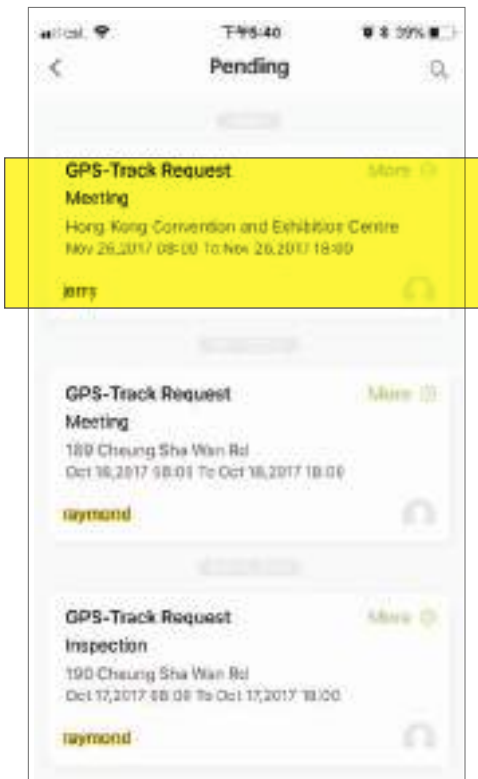 下午5:40
39%
Pending
GPS-Track Request
More
Meeting
Hong Kong Convention and Exhibition Centre
Nov 26,2017 08:00 To Nov 26,2017 18:00
jerry
GPS-Track Request
More
Meeting
189 Cheung Sha Wan Rd
Oct 18,2017 08:00 To Oct 18,2017 18:00
raymond
GPS-Track Request
More
Inspection
190 Cheung Sha Wan Rd
Oct 17,2017 08:00 To Oct 17,2017 18:00
raymond